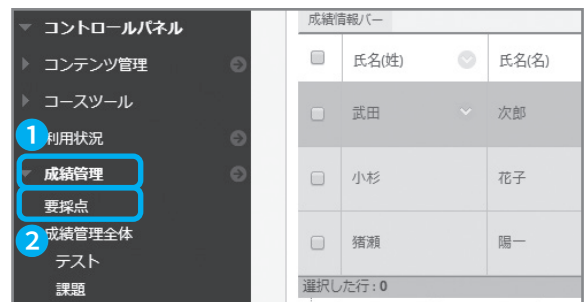 コントロールパネル
コンテンツ管理
コースツール
1
利用状況
成績管理
要採点
2
成績管理全体
テスト
課題
成績情報バー
氏名(姓)
氏名(名)
武田
次郎
小杉
花子
猪瀬
陽一
選択した行:0